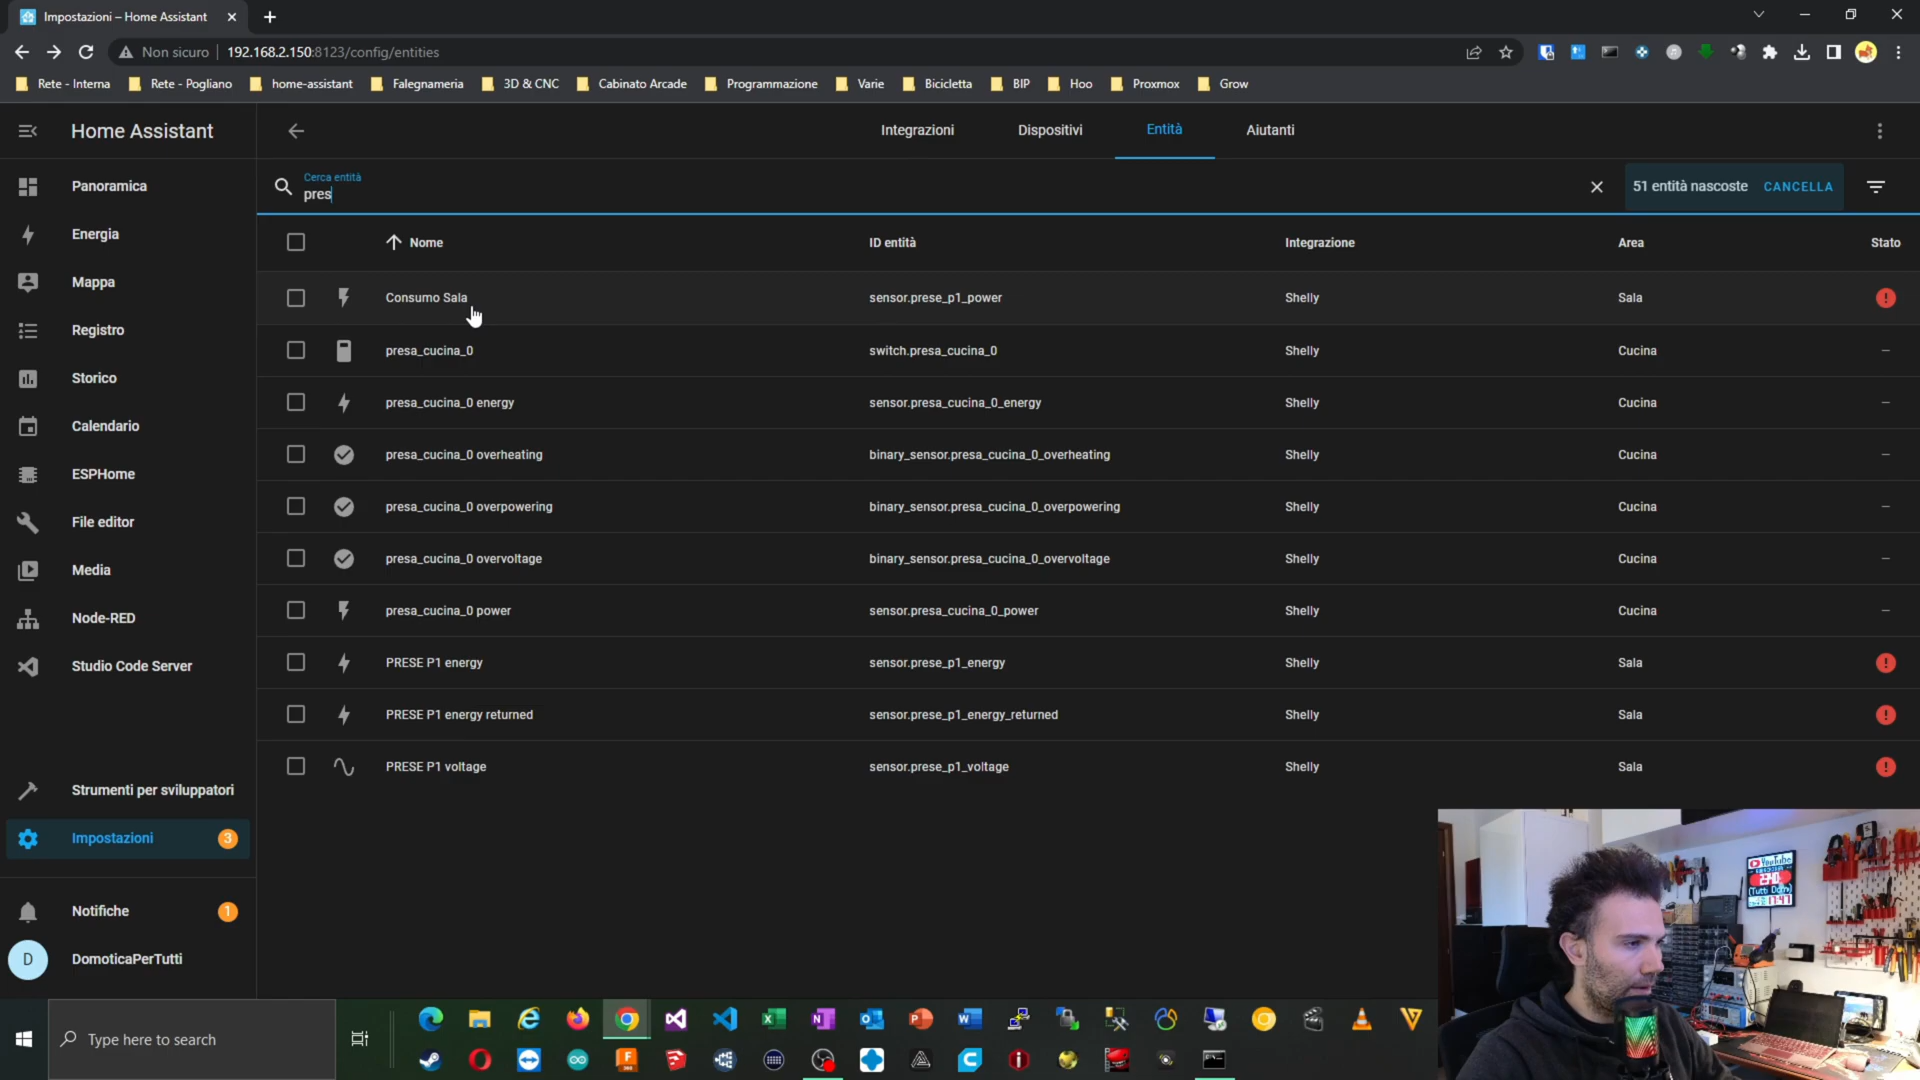 Impostazioni – Home Assistant
Non sicuro
192.168.2.150:8123/config/entities
Rete - Interna
Rete - Pogliano
home-assistant
Falegnameria
3D & CNC
Cabinato Arcade
Programmazione
Varie
Bicicletta
BIP
Hoo
Proxmox
Grow
Home Assistant
Integrazioni
Dispositivi
Entità
Aiutanti
Panoramica
Energia
Mappa
Registro
Storico
Calendario
ESPHome
File editor
Media
Node-RED
Studio Code Server
Strumenti per sviluppatori
Impostazioni 3
Notifiche 1
D DomoticaPerTutti
Cerca entità
pres
51 entità nascoste CANCELLA
Nome ID entità Integrazione Area Stato
Consumo Sala sensor.prese_p1_power Shelly Sala
presa_cucina_0 switch.presa_cucina_0 Shelly Cucina –
presa_cucina_0 energy sensor.presa_cucina_0_energy Shelly Cucina –
presa_cucina_0 overheating binary_sensor.presa_cucina_0_overheating Shelly Cucina –
presa_cucina_0 overpowering binary_sensor.presa_cucina_0_overpowering Shelly Cucina –
presa_cucina_0 overvoltage binary_sensor.presa_cucina_0_overvoltage Shelly Cucina –
presa_cucina_0 power sensor.presa_cucina_0_power Shelly Cucina –
PRESE P1 energy sensor.prese_p1_energy Shelly Sala
PRESE P1 energy returned sensor.prese_p1_energy_returned Shelly Sala
PRESE P1 voltage sensor.prese_p1_voltage Shelly Sala
YouTube
Type here to search